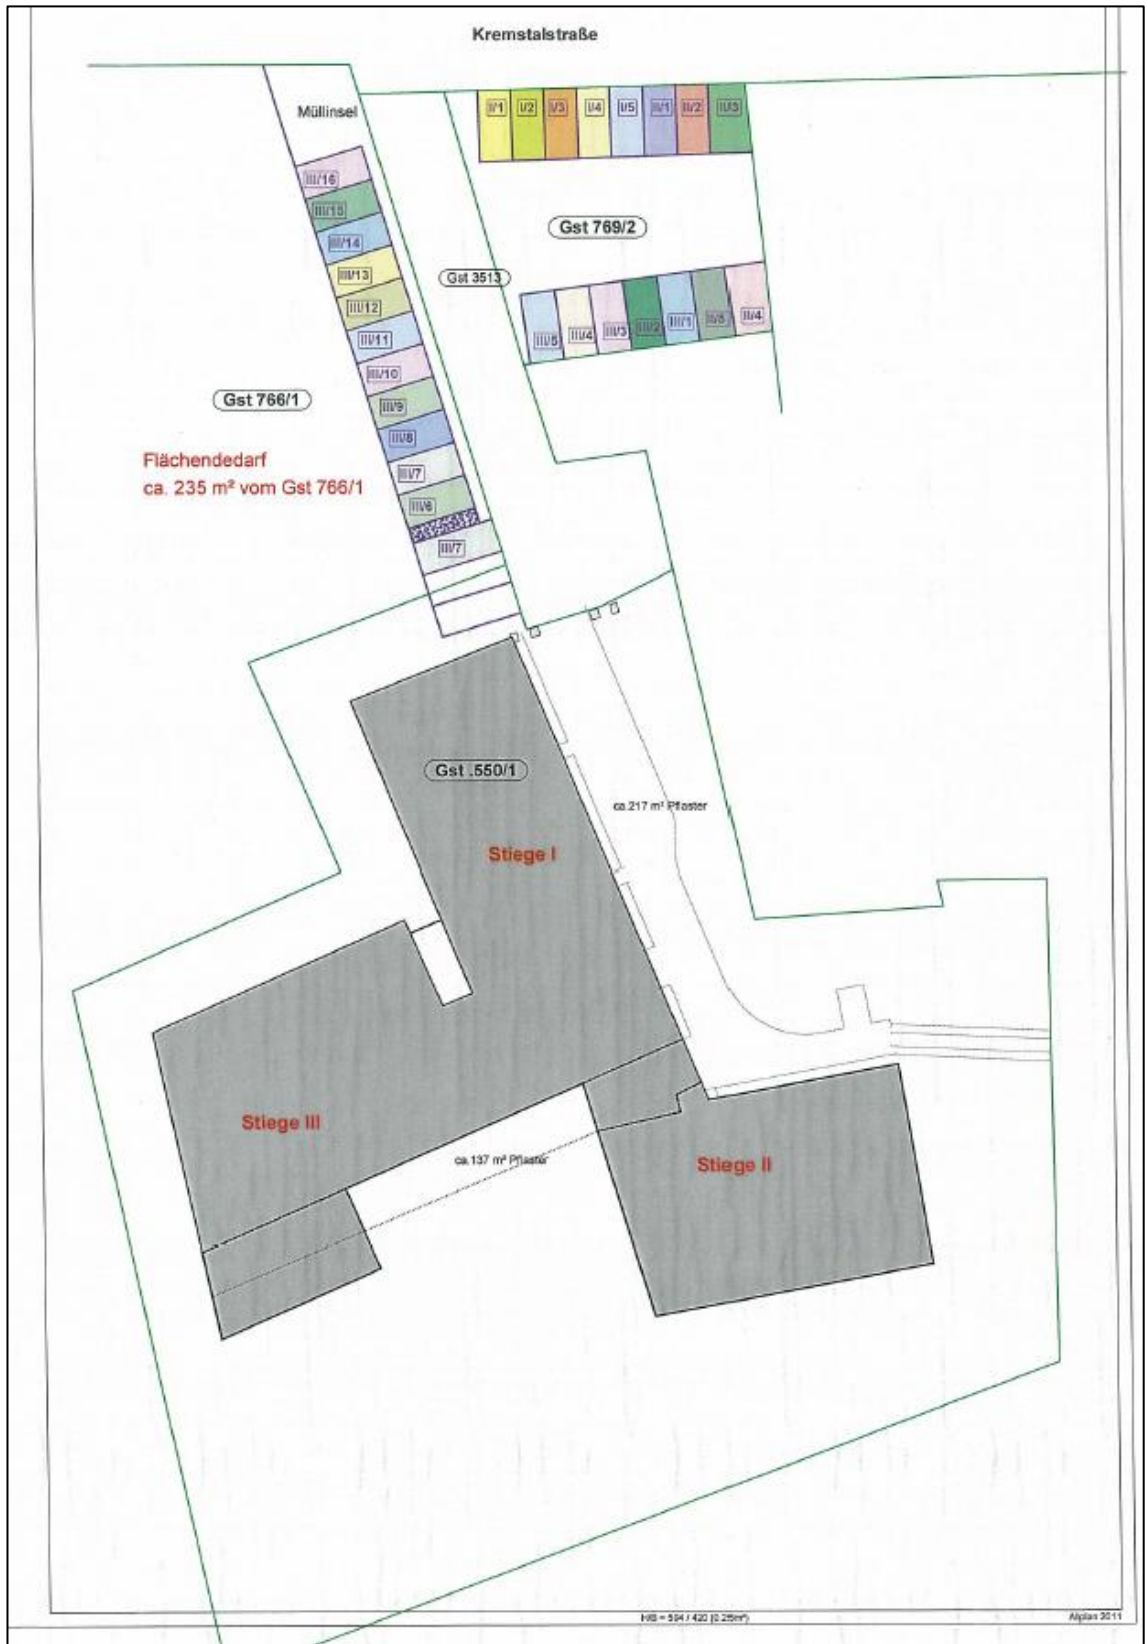 Kremstalstraße
Müllinsel
I/1 I/2 I/3 I/4 I/5 II/1 II/2 II/3
III/16
III/15
III/14
III/13
III/12
III/11
III/10
III/9
III/8
III/7
III/6
III/7
Gst 769/2
Gst 3513
III/5 III/4 III/3 III/2 III/1 II/5 II/4
Gst 766/1
Flächendedarf
ca. 235 m² vom Gst 766/1
Gst .550/1
ca.217 m² Pflaster
Stiege I
Stiege III
ca.137 m² Pflaster
Stiege II
H/B = 594 / 420 (0.25m²)
Allplan 2011